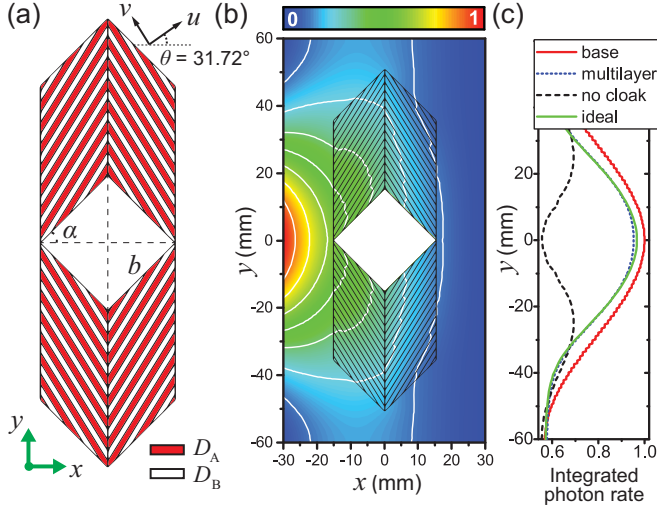 (a)
v
u
θ = 31.72°
α
b
y
x
D_A
D_B
(b)
0
1
60
40
20
0
-20
-40
-60
y (mm)
-30 -20 -10 0 10 20 30
x (mm)
(c)
base
multilayer
no cloak
ideal
20
0
-20
-40
-60
y (mm)
0.6 0.8 1.0
Integrated
photon rate